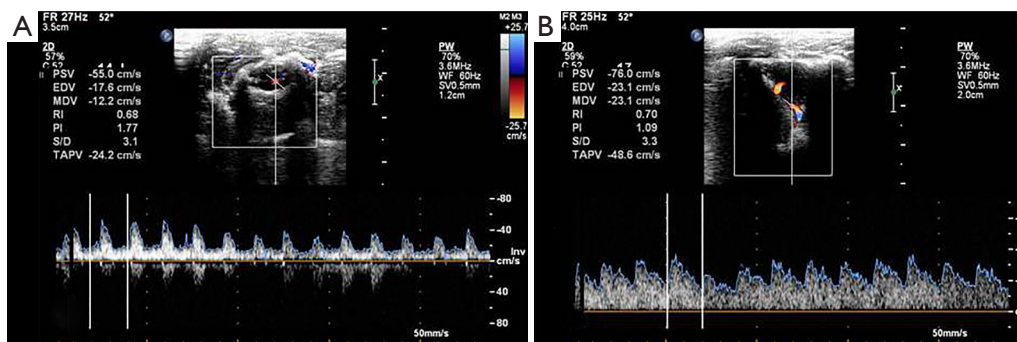 A
FR 27Hz 52°
3.5cm
2D
57%
PSV -55.0 cm/s
EDV -17.6 cm/s
MDV -12.2 cm/s
RI 0.68
PI 1.77
S/D 3.1
TAPV -24.2 cm/s
P
x
PW
70%
3.6MHz
WF 60Hz
SV0.5mm
1.2cm
M2 M3
+25.7
-25.7
cm/s
-80
-40
Inv
cm/s
40
80
50mm/s
B
FR 25Hz 52°
4.0cm
2D
59%
PSV -76.0 cm/s
EDV -23.1 cm/s
MDV -23.1 cm/s
RI 0.70
PI 1.09
S/D 3.3
TAPV -48.6 cm/s
x
PW
70%
3.6MHz
WF 60Hz
SV0.5mm
2.0cm
50mm/s